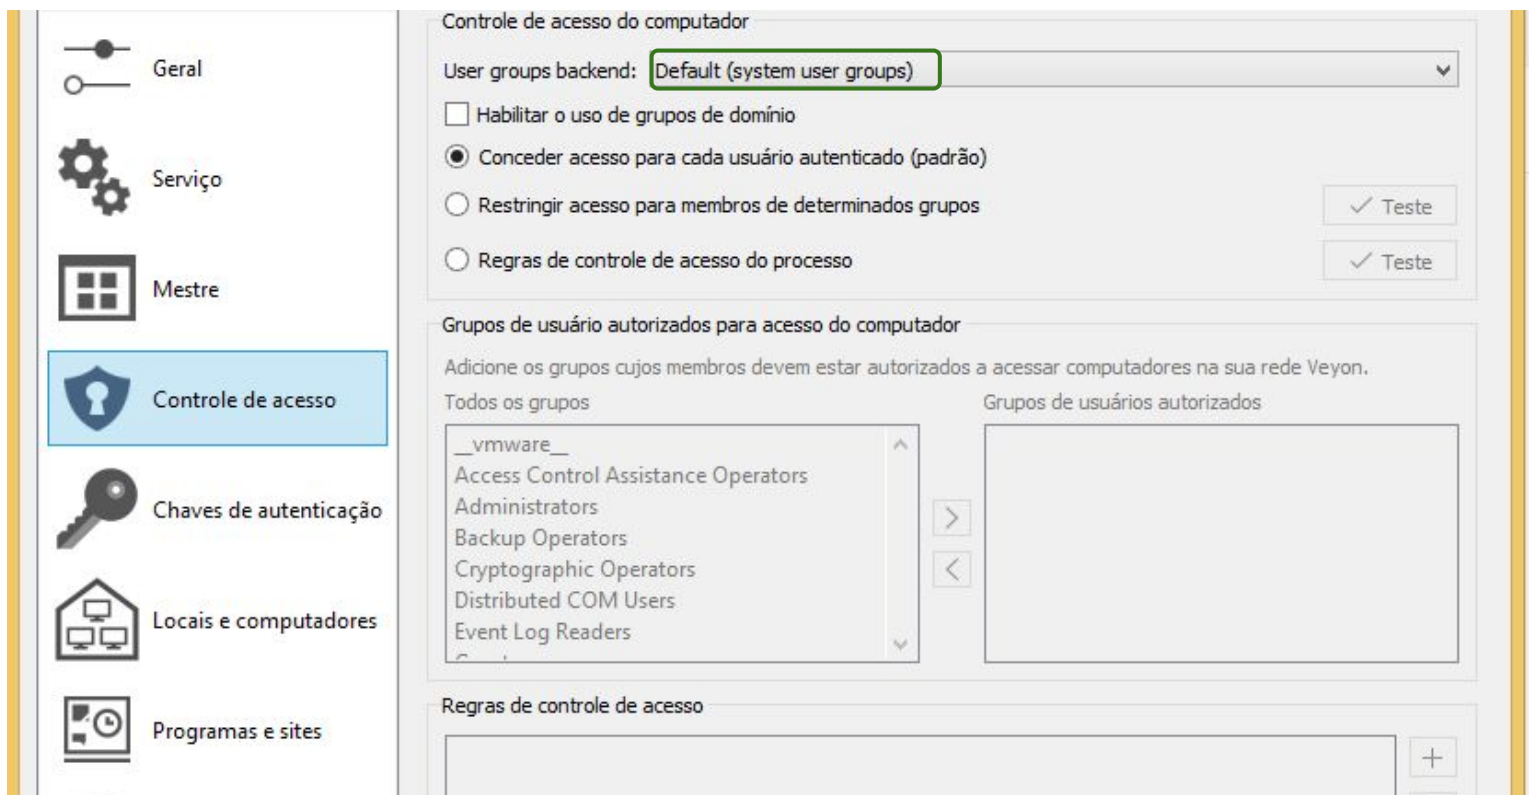 Geral
Serviço
Mestre
Controle de acesso
Chaves de autenticação
Locais e computadores
Programas e sites
Controle de acesso do computador
User groups backend: Default (system user groups)
Habilitar o uso de grupos de domínio
Conceder acesso para cada usuário autenticado (padrão)
Restringir acesso para membros de determinados grupos Teste
Regras de controle de acesso do processo Teste
Grupos de usuário autorizados para acesso do computador
Adicione os grupos cujos membros devem estar autorizados a acessar computadores na sua rede Veyon.
Todos os grupos
Grupos de usuários autorizados
__vmware__
Access Control Assistance Operators
Administrators
Backup Operators
Cryptographic Operators
Distributed COM Users
Event Log Readers
Regras de controle de acesso